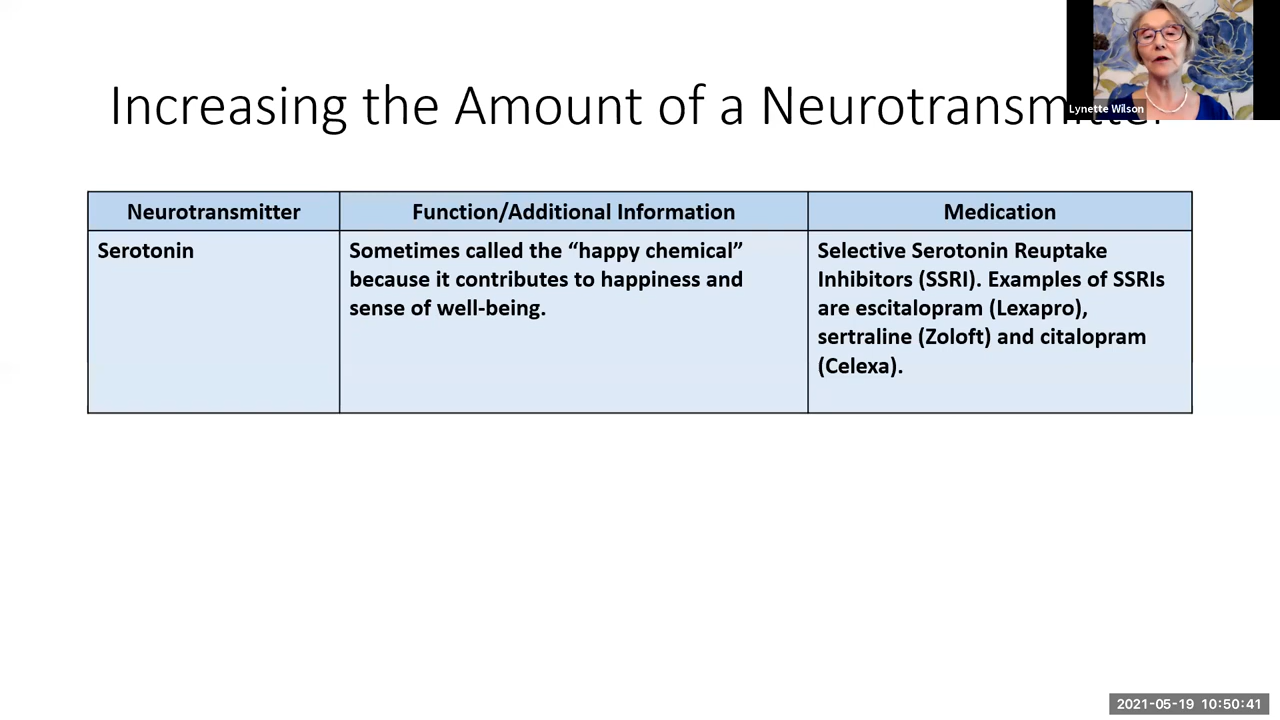 Increasing the Amount of a
Lynette Wilson
Neurotransmitter
Function/Additional Information
Medication
Serotonin
Sometimes called the “happy chemical”
because it contributes to happiness and
sense of well-being.
Selective Serotonin Reuptake
Inhibitors (SSRI). Examples of SSRIs
are escitalopram (Lexapro),
sertraline (Zoloft) and citalopram
(Celexa).
2021-05-19 10:50:41